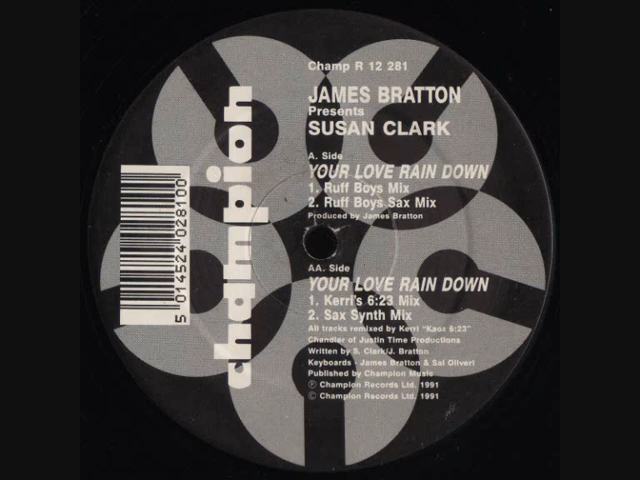 Champ R 12 281
JAMES BRATTON
Presents
SUSAN CLARK
A. Side
YOUR LOVE RAIN DOWN
1. Ruff Boys Mix
2. Ruff Boys Sax Mix
Produced by James Bratton
AA. Side
YOUR LOVE RAIN DOWN
1. Kerri's 6:23 Mix
2. Sax Synth Mix
All tracks remixed by Kerri "Kaoz 6:23"
Chandler of Justin Time Productions
Written by S. Clark/J. Bratton
Keyboards - James Bratton & Sal Oliveri
Published by Champion Music
Ⓟ Champion Records Ltd. 1991
© Champion Records Ltd. 1991
champion
5 014524 028100